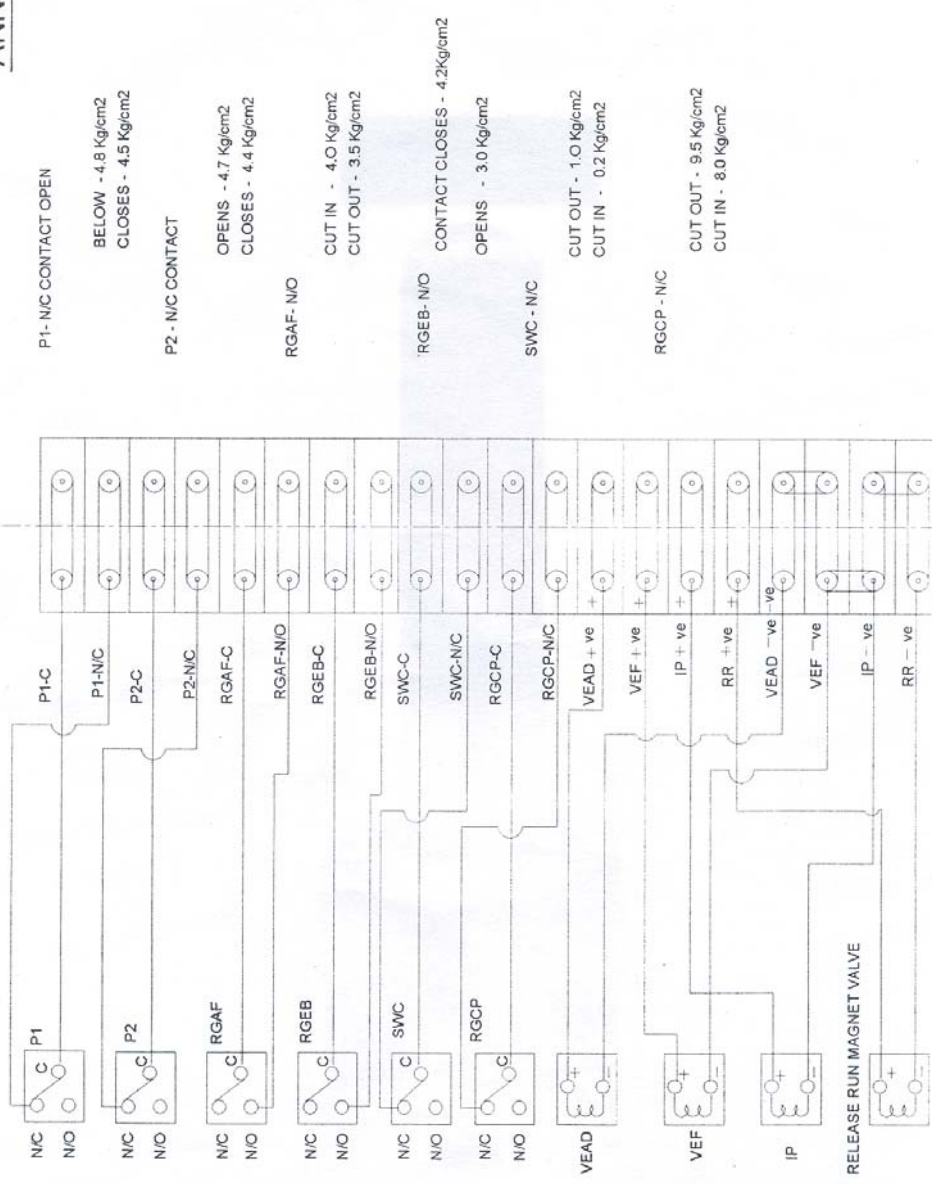 P1- N/C CONTACT OPEN
BELOW - 4.8 Kg/cm2
CLOSES - 4.5 Kg/cm2
P2 - N/C CONTACT
OPENS - 4.7 Kg/cm2
CLOSES - 4.4 Kg/cm2
RGAF- N/O
CUT IN - 4.O Kg/cm2
CUT OUT - 3.5 Kg/cm2
RGEB- N/O
CONTACT CLOSES - 4.2Kg/cm2
OPENS - 3.0 Kg/cm2
SWC - N/C
CUT OUT - 1.O Kg/cm2
CUT IN - 0.2 Kg/cm2
RGCP - N/C
CUT OUT - 9.5 Kg/cm2
CUT IN - 8.0 Kg/cm2
P1-C
P1-N/C
P2-C
P2-N/C
RGAF-C
RGAF-N/O
RGEB-C
RGEB-N/O
SWC-C
SWC-N/C
RGCP-C
RGCP-N/C
VEAD +ve +
VEF +ve +
IP +ve +
RR +ve +
VEAD -ve -ve
VEF -ve
IP - ve
RR - ve
P1
N/C
C
N/O
P2
N/C
C
N/O
RGAF
N/C
C
N/O
RGEB
N/C
C
N/O
SWC
N/C
C
N/O
RGCP
N/C
C
N/O
VEAD
+
-
VEF
+
-
IP
+
-
RELEASE RUN MAGNET VALVE
+
-